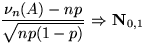 \frac{\nu_n(A) - np}{\sqrt{np(1-p)}} \Rightarrow \mathbf{N}_{0,1}